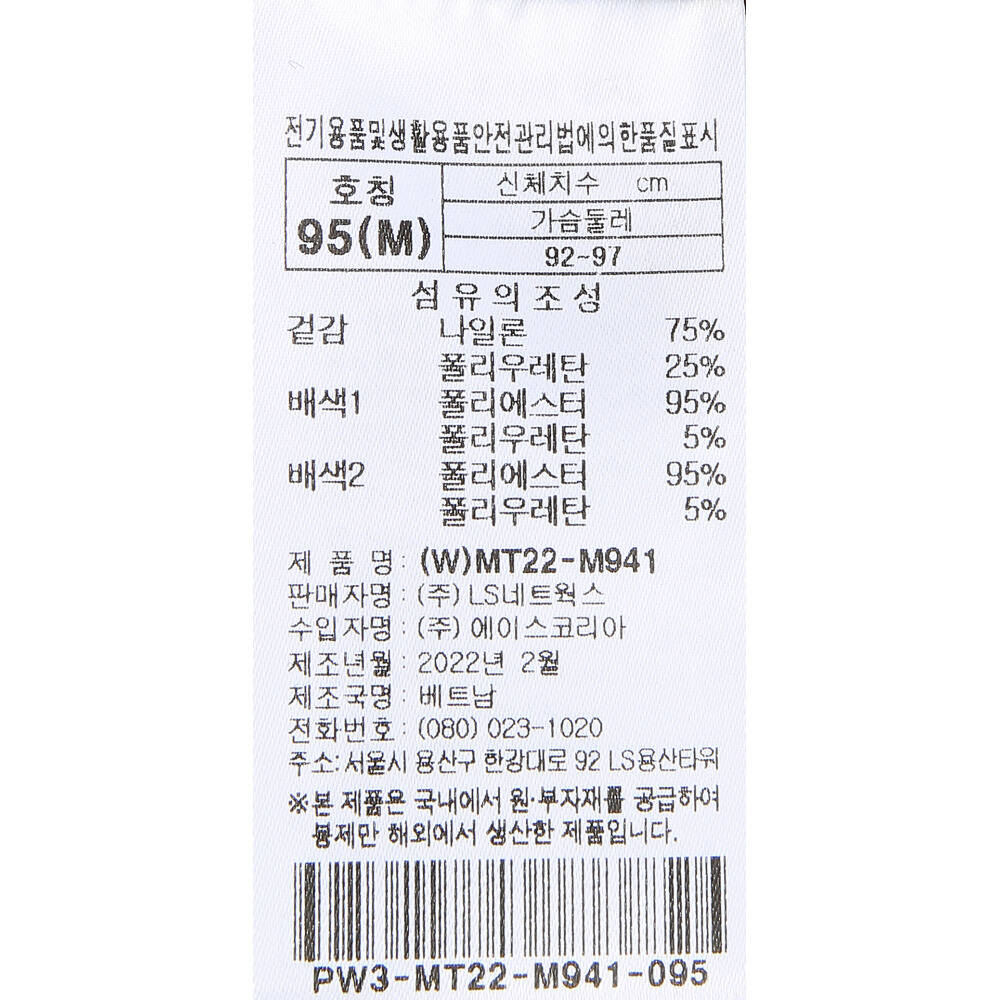 전기용품및생활용품안전관리법에의한품질표시
호칭 신체치수 cm
95(M) 가슴둘레
92~97
섬유의조성
겉감 나일론 75%
폴리우레탄 25%
배색1 폴리에스터 95%
폴리우레탄 5%
배색2 폴리에스터 95%
폴리우레탄 5%
제 품 명: (W)MT22-M941
판매자명: (주)LS네트웍스
수입자명: (주)에이스코리아
제조년월: 2022년 2월
제조국명: 베트남
전화번호: (080)023-1020
주소:서울시 용산구 한강대로 92 LS용산타워
※본 제품은 국내에서 원·부자재를 공급하여
봉제만 해외에서 생산한 제품입니다.
PW3-MT22-M941-095